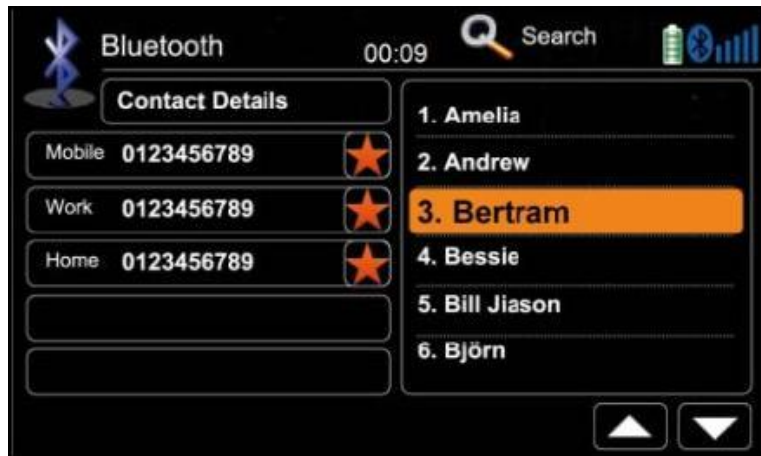 Bluetooth
00:09
Search
Contact Details
Mobile 0123456789
Work 0123456789
Home 0123456789
1. Amelia
2. Andrew
3. Bertram
4. Bessie
5. Bill Jiason
6. Björn